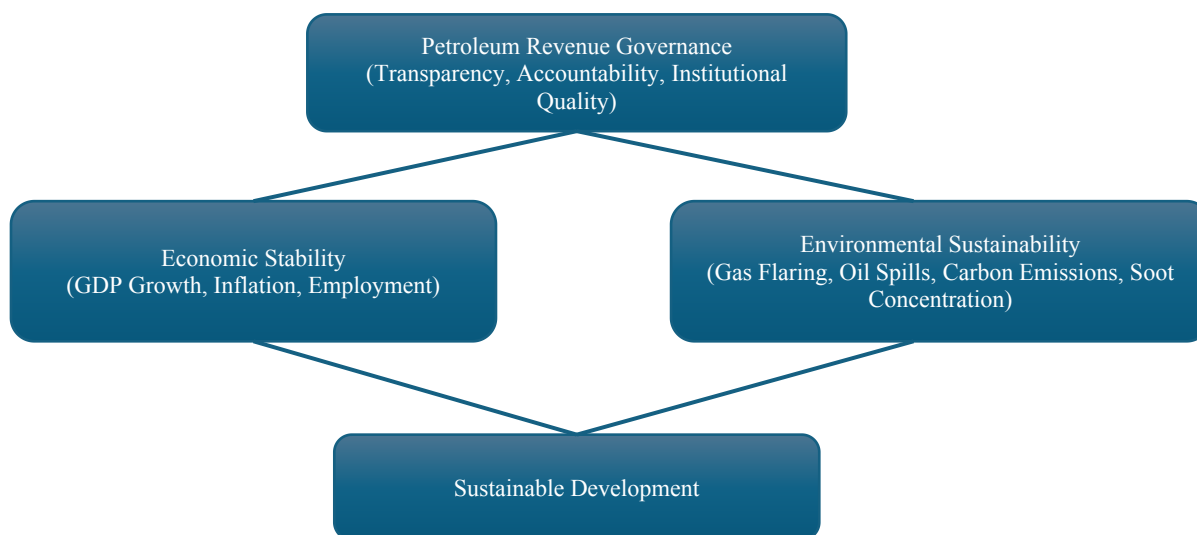 Petroleum Revenue Governance
(Transparency, Accountability, Institutional
Quality)
Economic Stability
(GDP Growth, Inflation, Employment)
Environmental Sustainability
(Gas Flaring, Oil Spills, Carbon Emissions, Soot
Concentration)
Sustainable Development